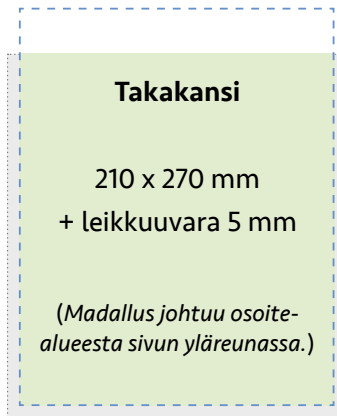 Takakansi
210 x 270 mm
+ leikkuuvara 5 mm
(Madallus johtuu osoite-
alueesta sivun yläreunassa.)